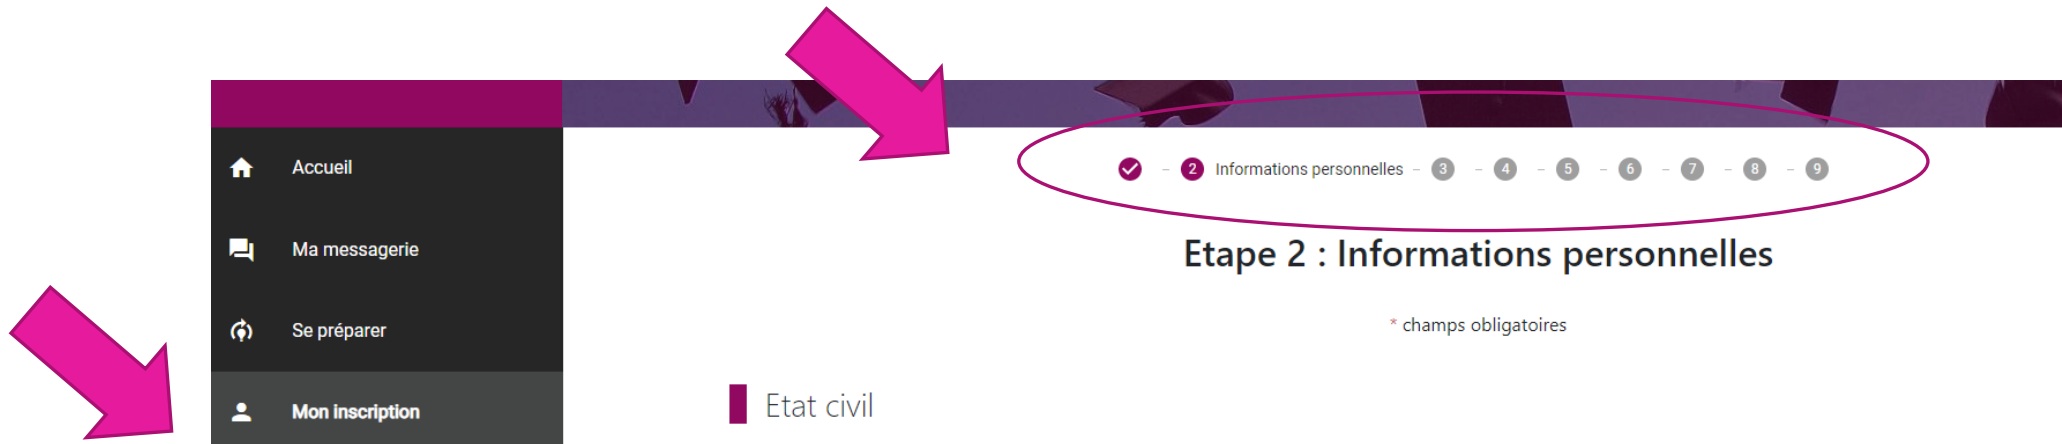 Accueil
Ma messagerie
Se préparer
Mon inscription
2 Informations personnelles - 3 - 4 - 5 - 6 - 7 - 8 - 9
Etape 2 : Informations personnelles
* champs obligatoires
Etat civil